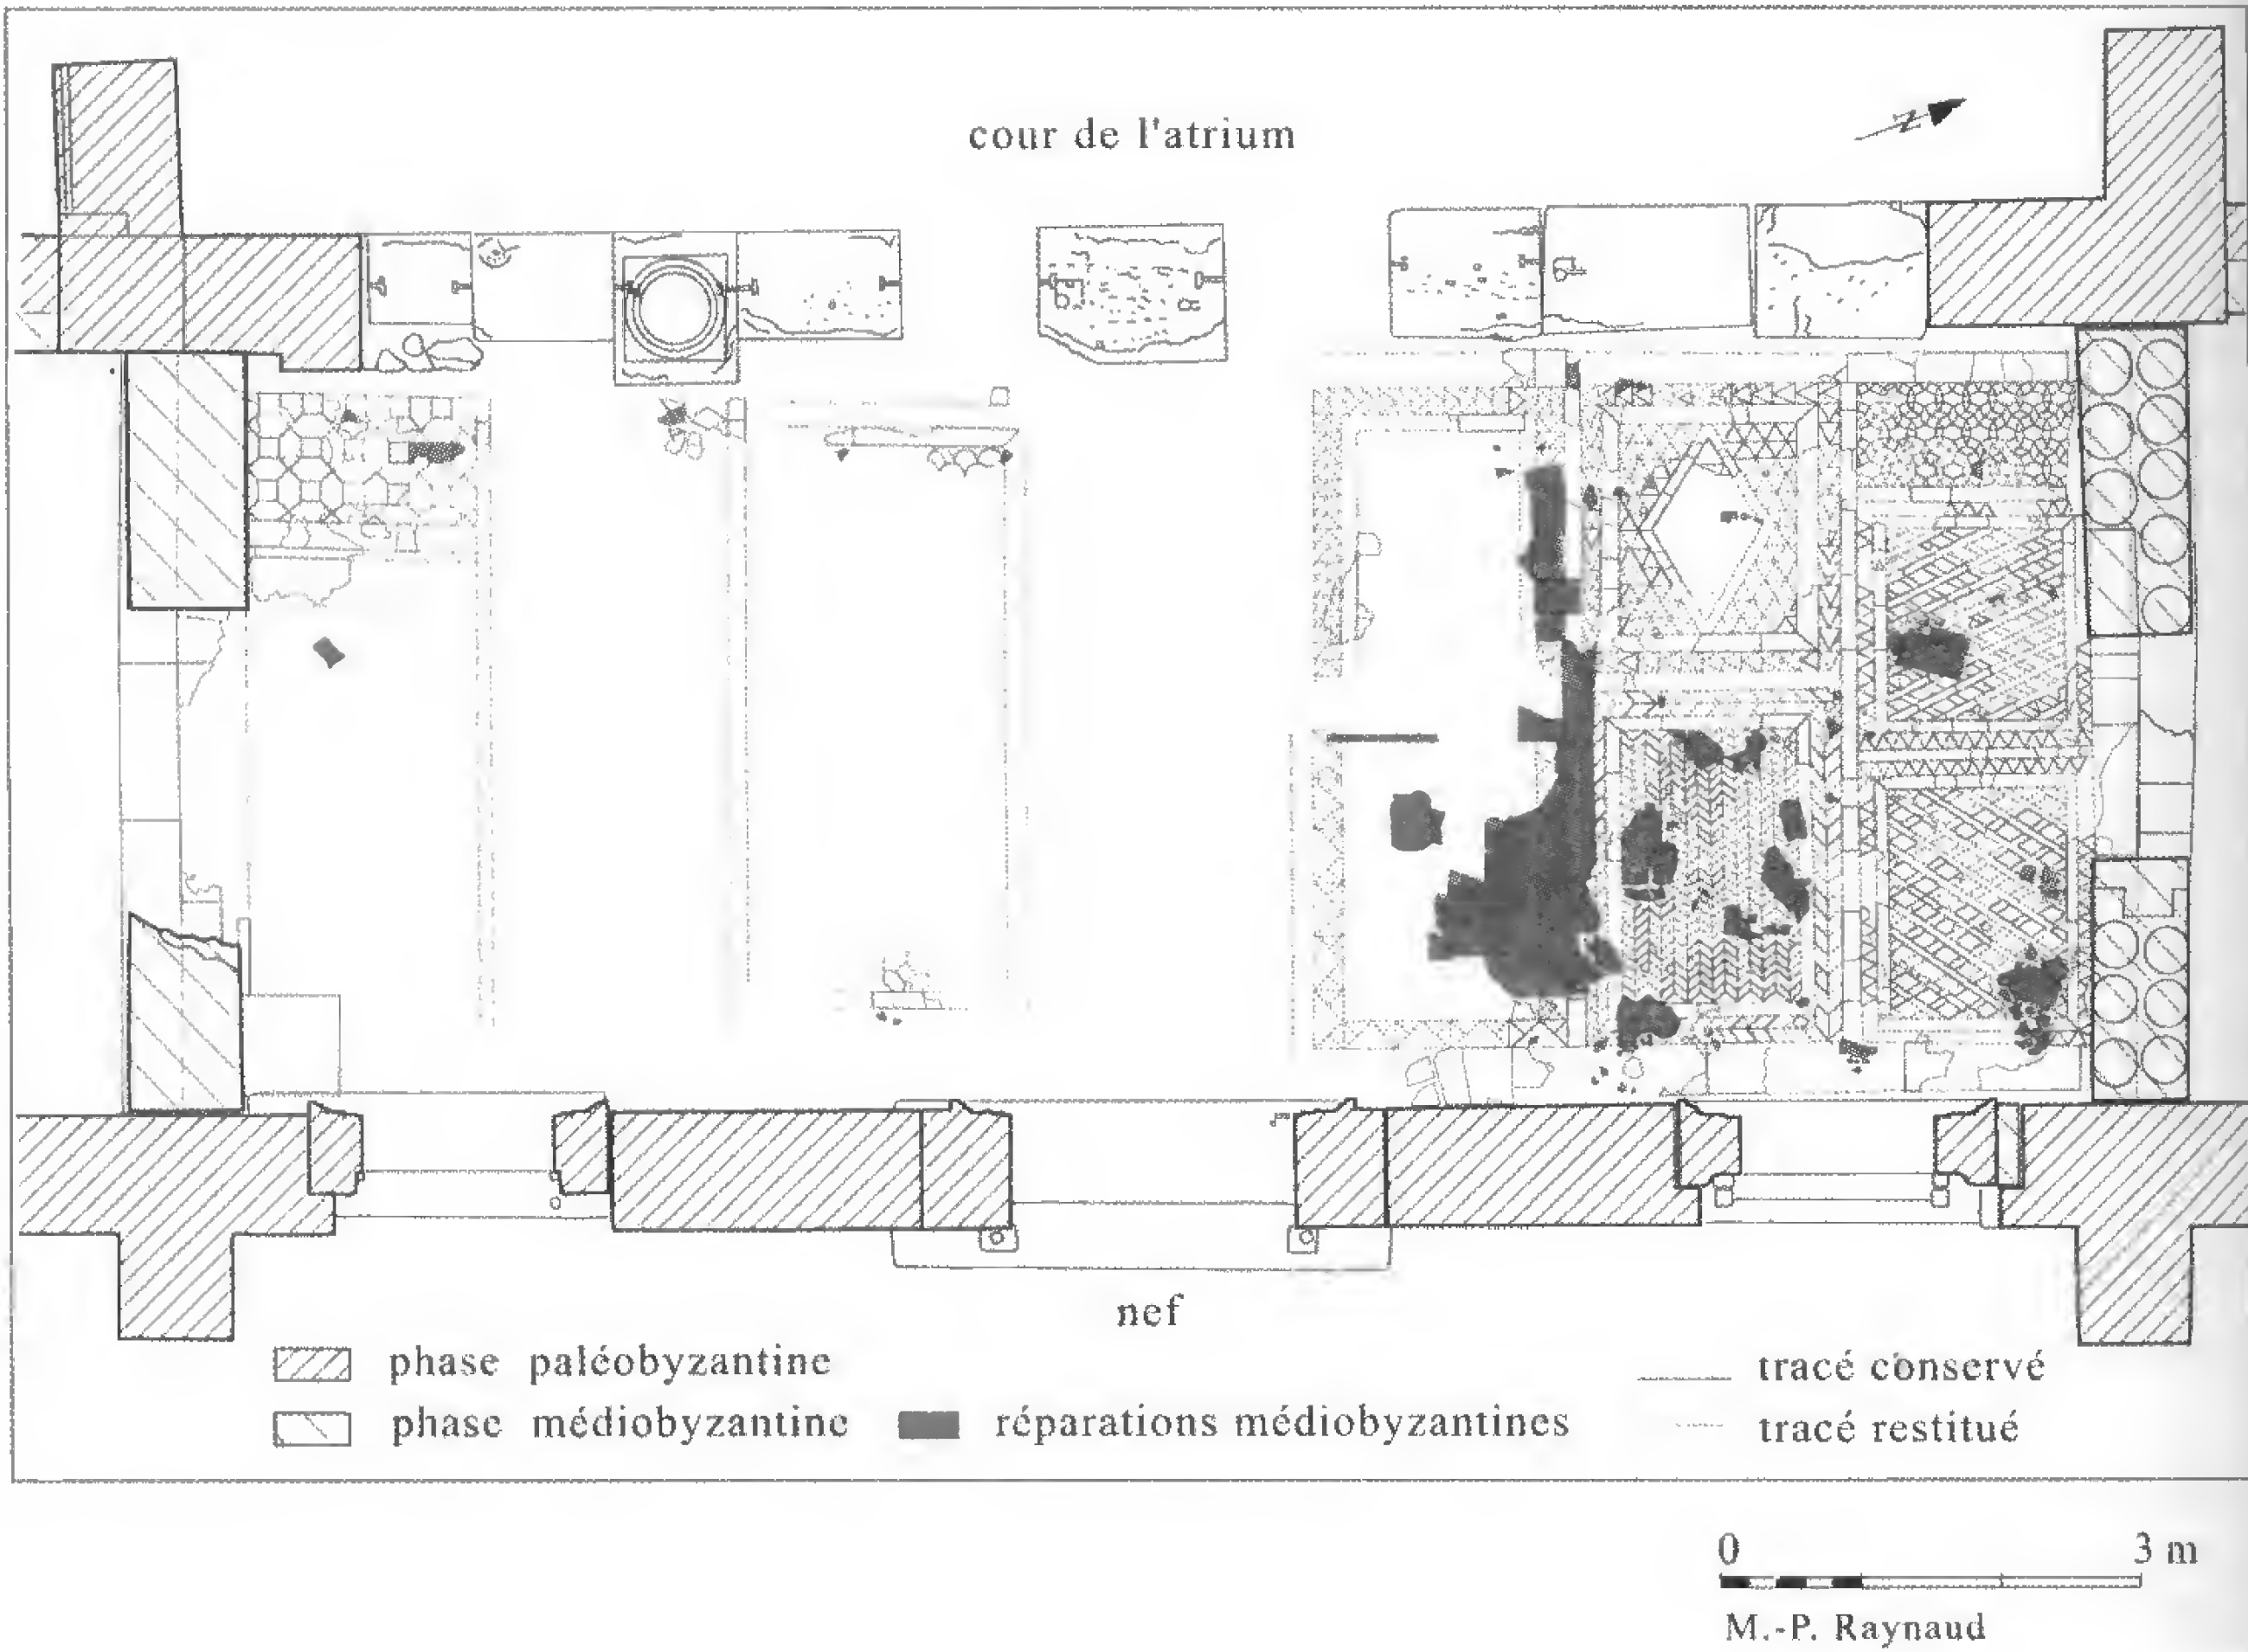 cour de l'atrium
N
nef
phase paléobyzantine
phase médiobyzantine
réparations médiobyzantines
tracé conservé
tracé restitué
0 3 m
M.-P. Raynaud